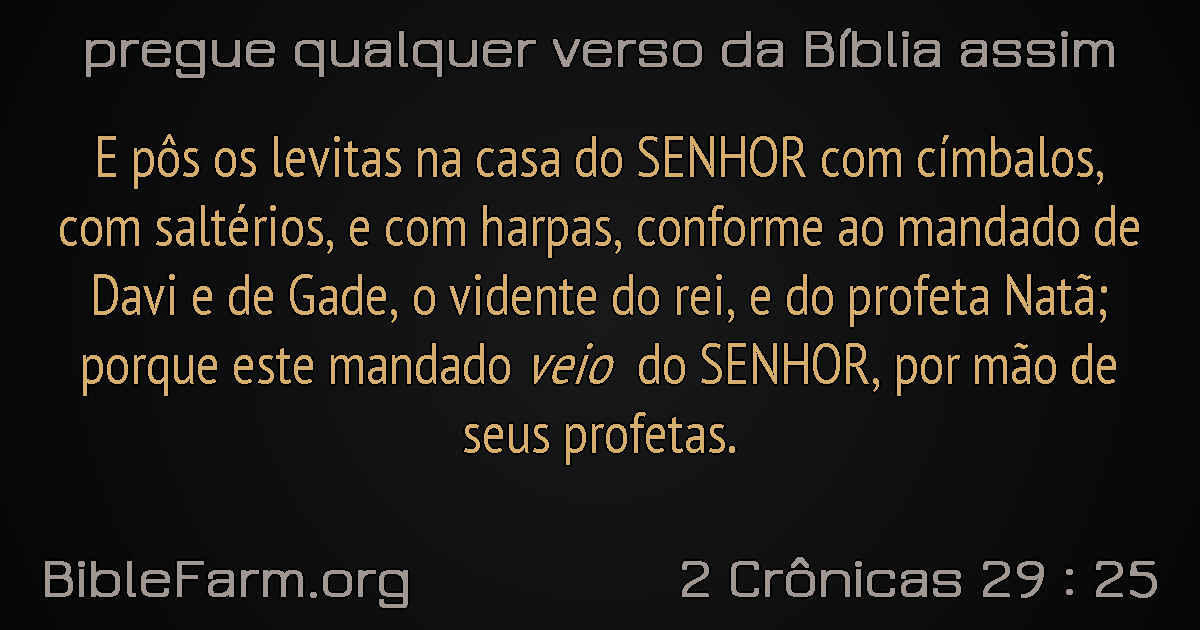 pregue qualquer verso da Bíblia assim
E pôs os levitas na casa do SENHOR com címbalos,
com saltérios, e com harpas, conforme ao mandado de
Davi e de Gade, o vidente do rei, e do profeta Natã;
porque este mandado veio do SENHOR, por mão de
seus profetas.
BibleFarm.org
2 Crônicas 29 : 25